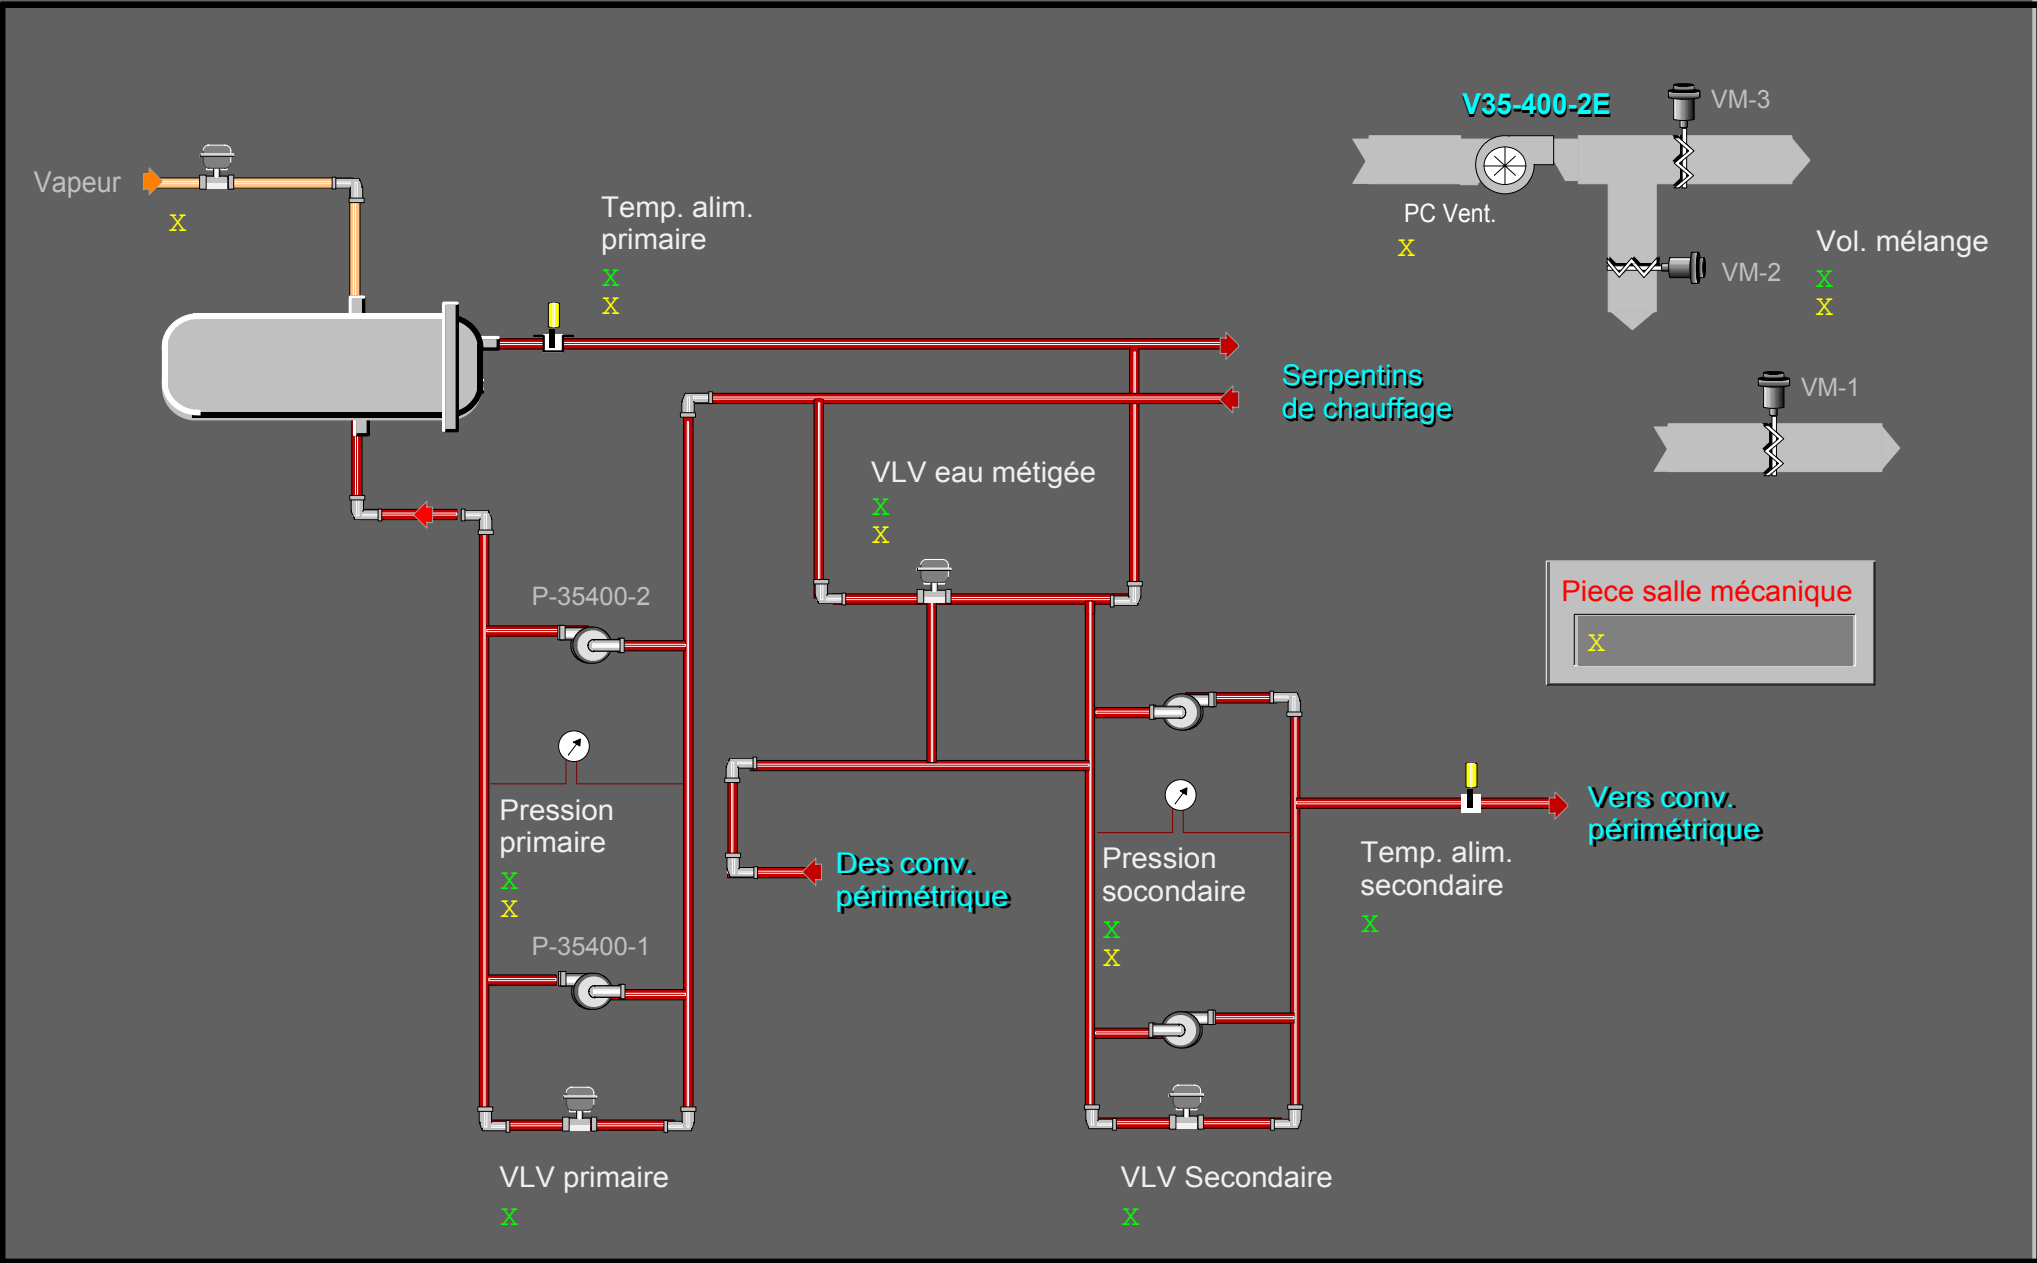 V35-400-2E
VM-3
Vapeur
X
Temp. alim.
primaire
X
X
PC Vent.
X
VM-2
Vol. mélange
X
X
Serpentins
de chauffage
VM-1
VLV eau métigée
X
X
P-35400-2
Piece salle mécanique
X
Pression
primaire
X
X
Des conv.
périmétrique
Pression
socondaire
X
X
Vers conv.
périmétrique
Temp. alim.
secondaire
X
P-35400-1
VLV primaire
X
VLV Secondaire
X